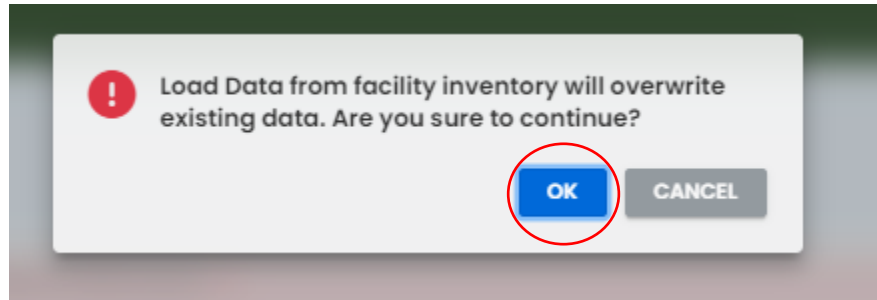 Load Data from facility inventory will overwrite
existing data. Are you sure to continue?
OK CANCEL